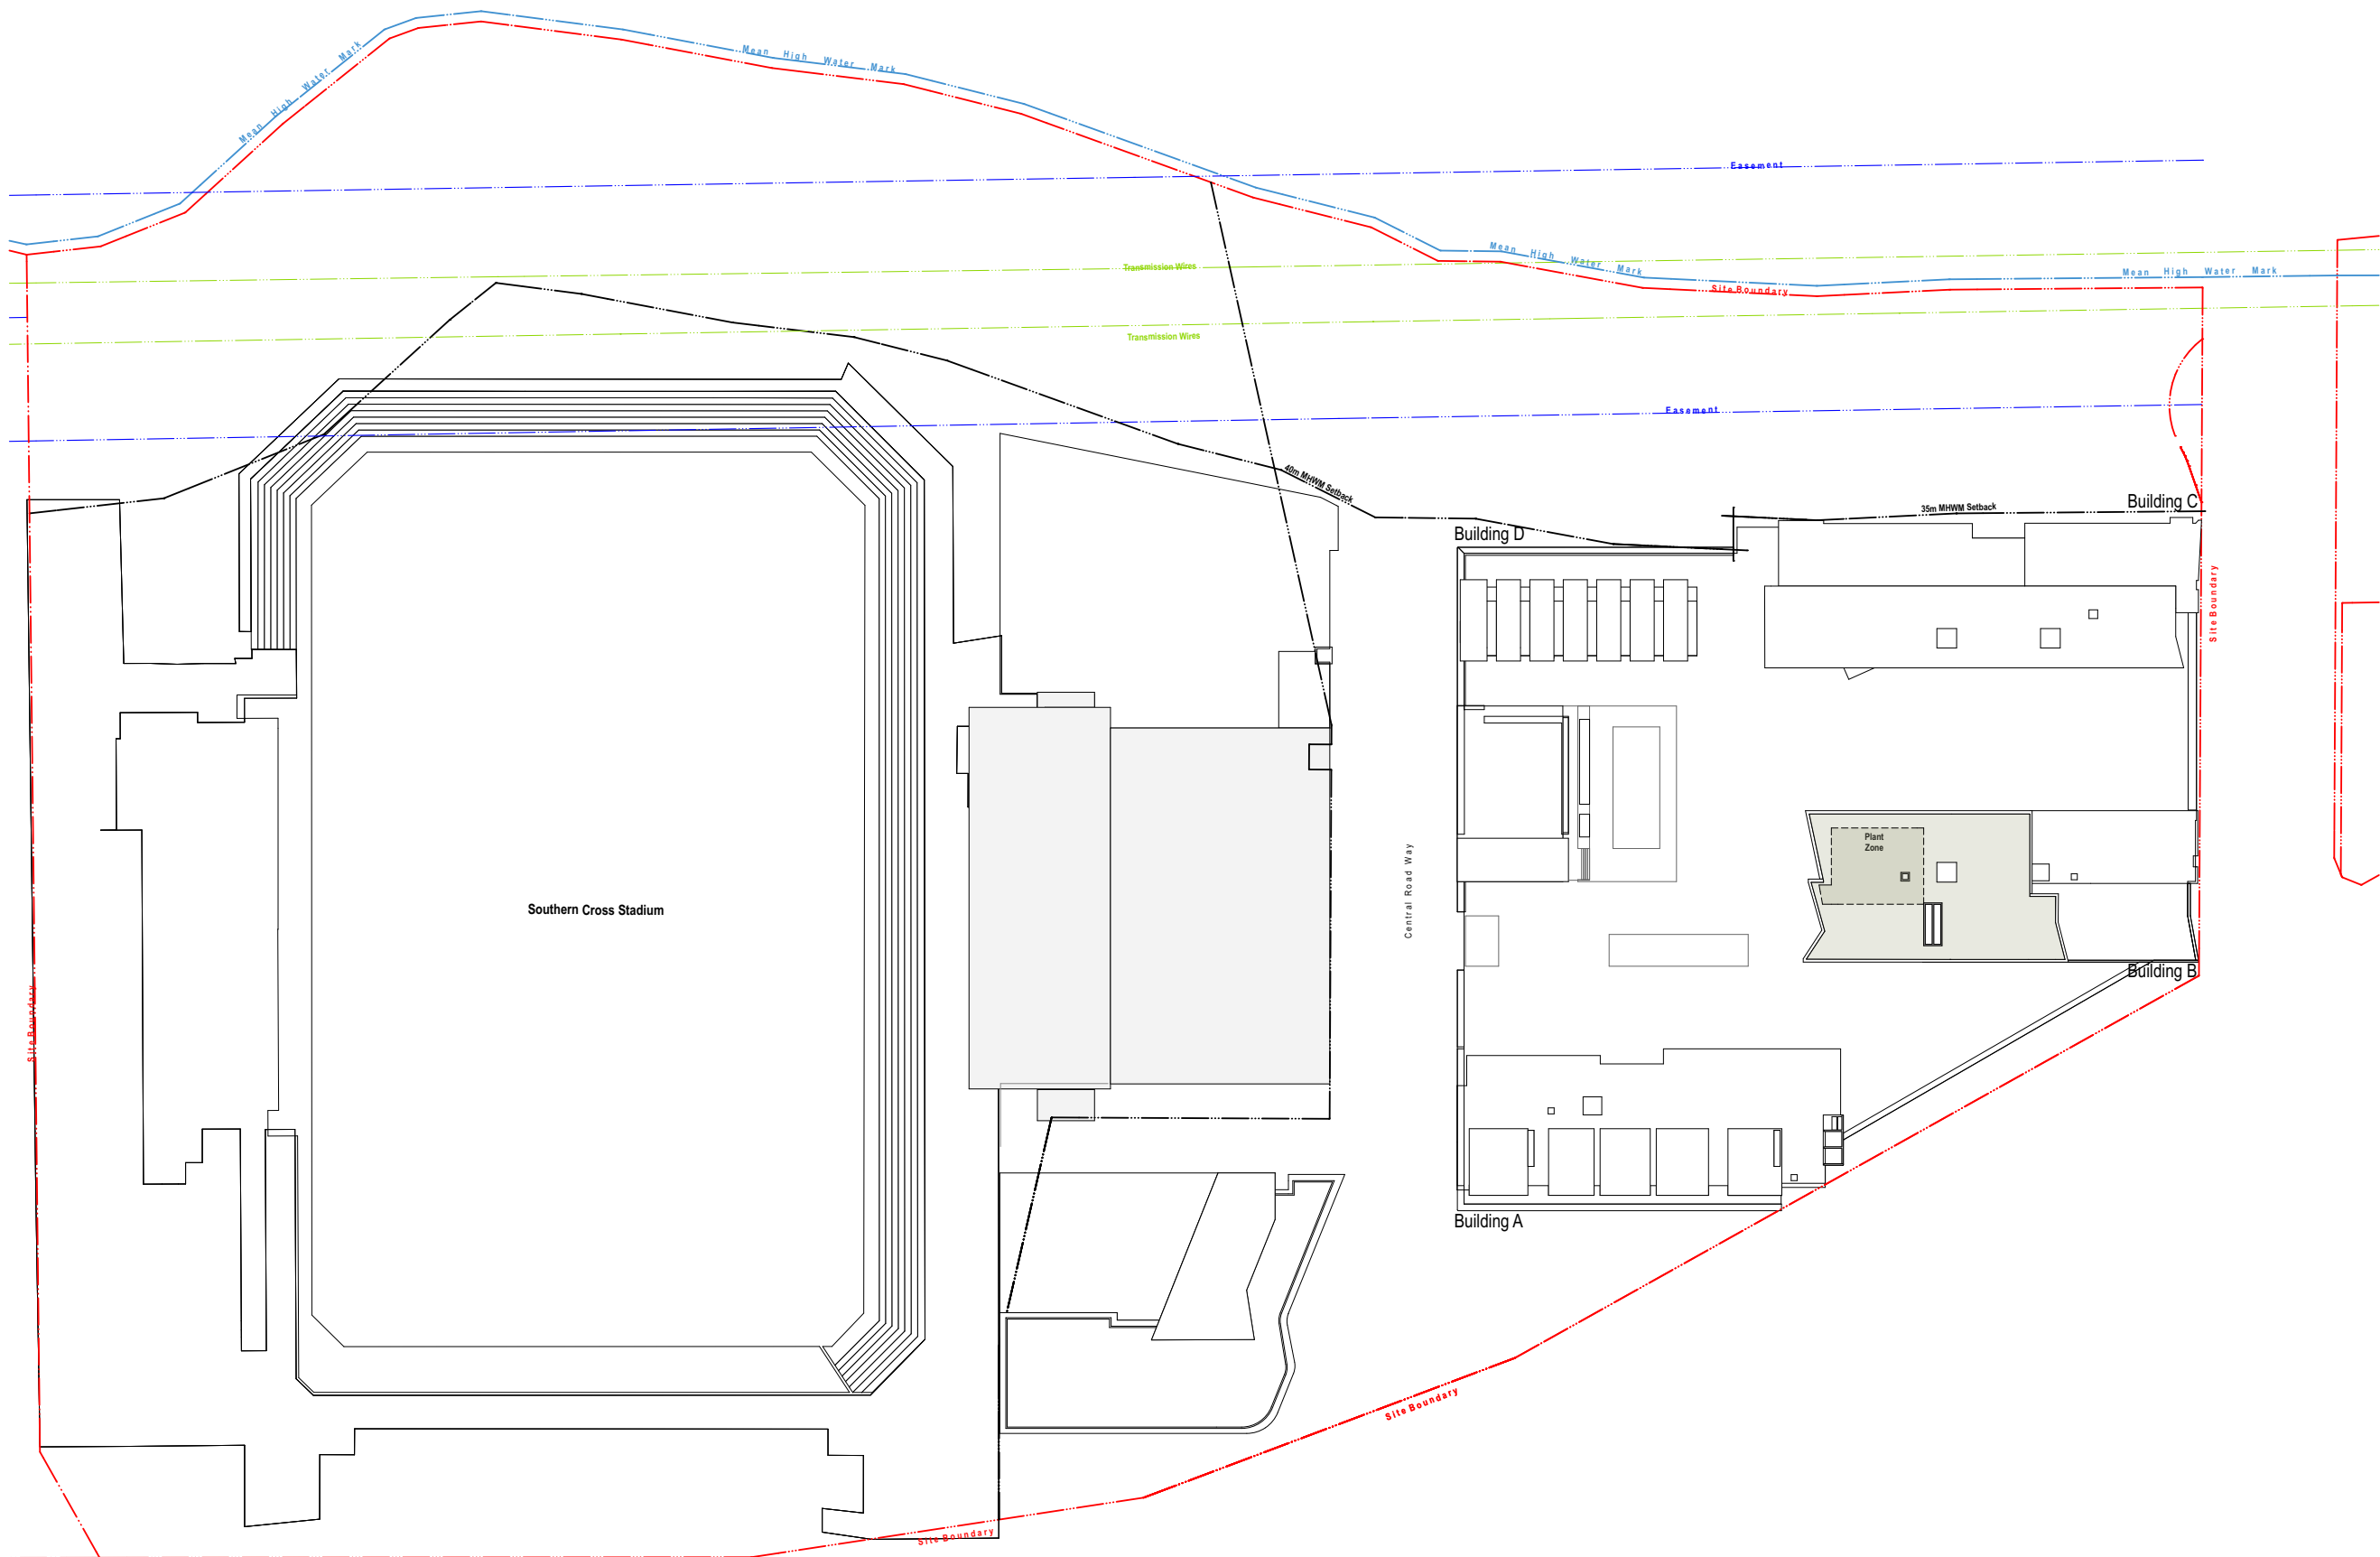 Mean High Water Mark
Mean High Water Mark
Easement
Transmission Wires
Mean High Water Mark
Mean High Water Mark
Site Boundary
Transmission Wires
Easement
40m MHWM Setback
Building C
35m MHWM Setback
Building D
Site Boundary
Plant
Zone
Central Road Way
Southern Cross Stadium
Building B
Site Boundary
Building A
Site Boundary
Site Boundary